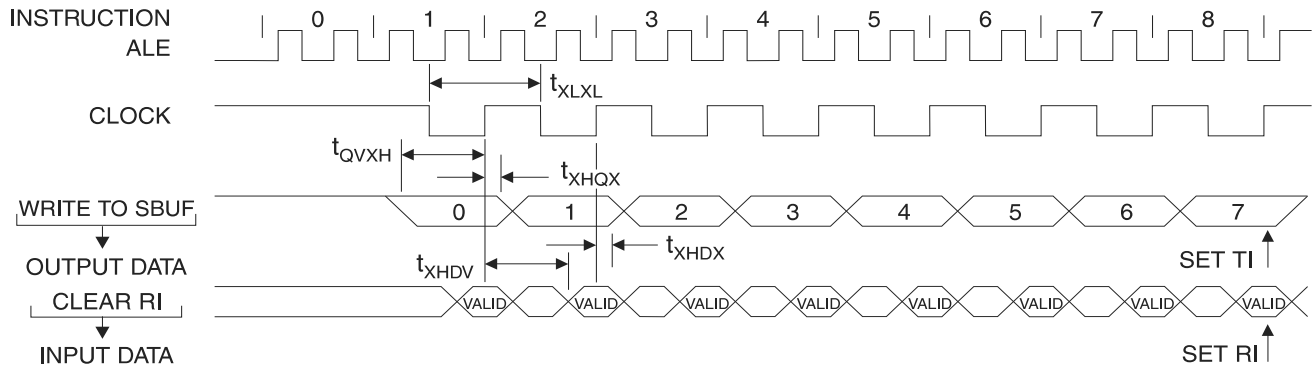 INSTRUCTION 0 1 2 3 4 5 6 7 8
ALE
tXLXL
CLOCK
tQVXH
tXHQX
WRITE TO SBUF 0 1 2 3 4 5 6 7
tXHDX
OUTPUT DATA tXHDV SET TI
CLEAR RI VALID VALID VALID VALID VALID VALID VALID VALID
INPUT DATA SET RI